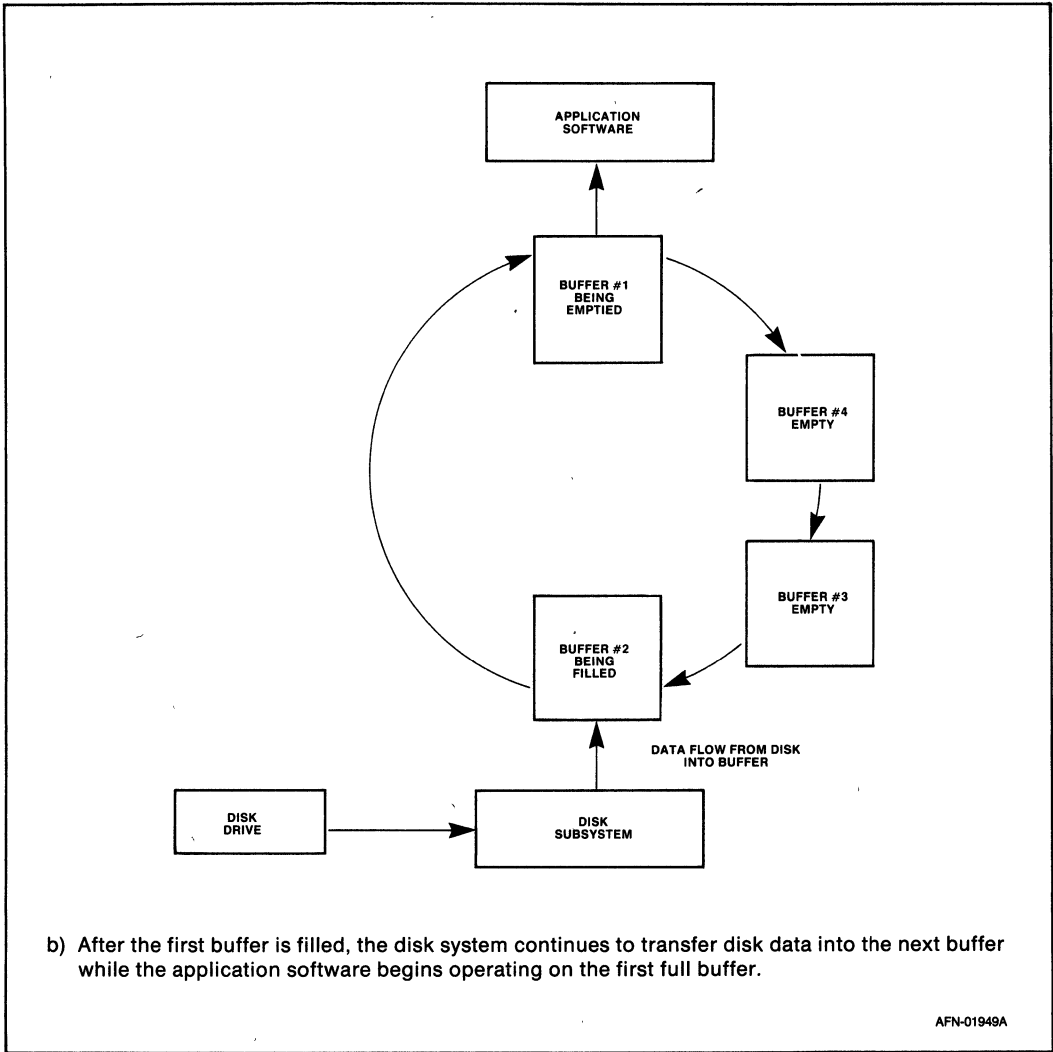 APPLICATION
SOFTWARE
BUFFER #1
BEING
EMPTIED
BUFFER #4
EMPTY
BUFFER #3
EMPTY
BUFFER #2
BEING
FILLED
DATA FLOW FROM DISK
INTO BUFFER
DISK
DRIVE
DISK
SUBSYSTEM
b) After the first buffer is filled, the disk system continues to transfer disk data into the next buffer
while the application software begins operating on the first full buffer.
AFN-01949A